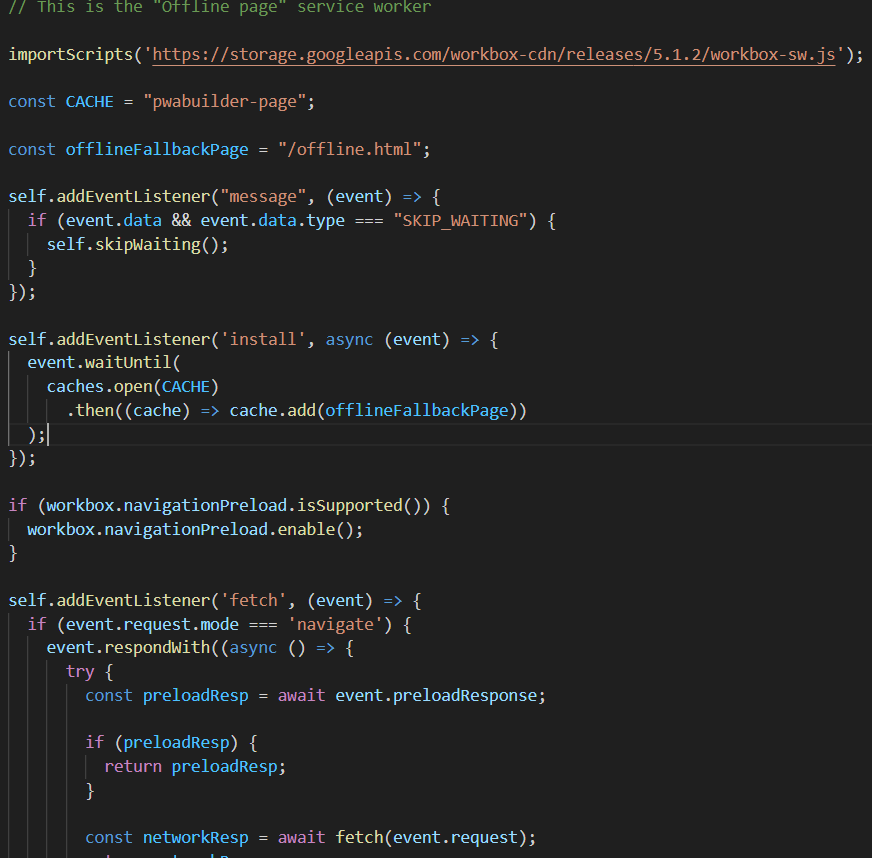 // This is the "Offline page" service worker
importScripts('https://storage.googleapis.com/workbox-cdn/releases/5.1.2/workbox-sw.js');
const CACHE = "pwabuilder-page";
const offlineFallbackPage = "/offline.html";
self.addEventListener("message", (event) => {
  if (event.data && event.data.type === "SKIP_WAITING") {
    self.skipWaiting();
  }
});
self.addEventListener('install', async (event) => {
  event.waitUntil(
    caches.open(CACHE)
      .then((cache) => cache.add(offlineFallbackPage))
  );
});
if (workbox.navigationPreload.isSupported()) {
  workbox.navigationPreload.enable();
}
self.addEventListener('fetch', (event) => {
  if (event.request.mode === 'navigate') {
    event.respondWith((async () => {
      try {
        const preloadResp = await event.preloadResponse;
        if (preloadResp) {
          return preloadResp;
        }
        const networkResp = await fetch(event.request);